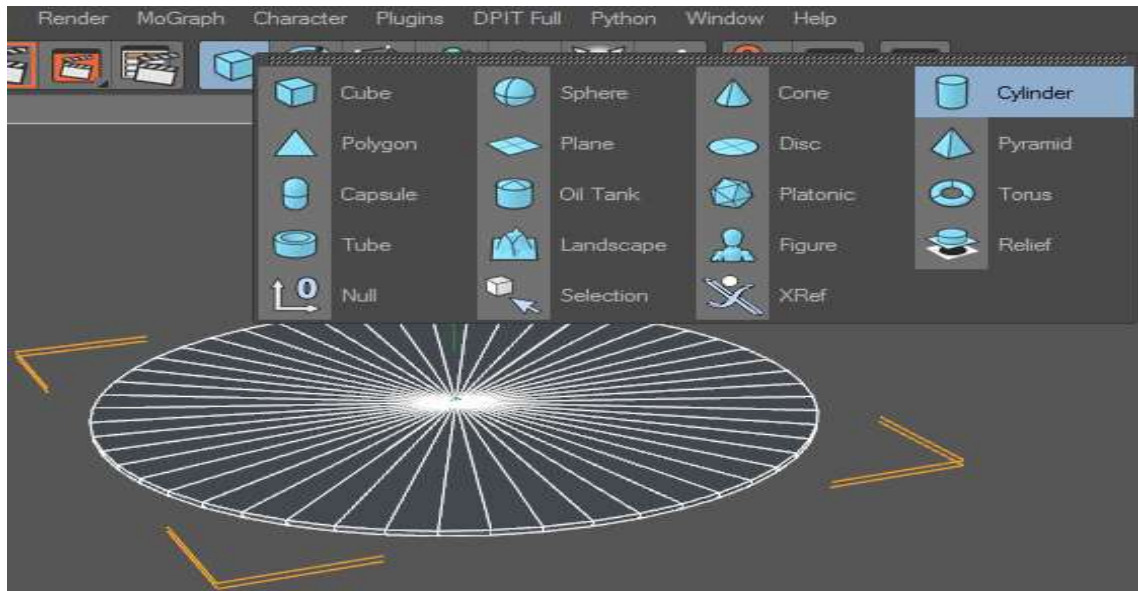 Render MoGraph Character Plugins DPIT Full Python Window Help
Cube Sphere Cone Cylinder
Polygon Plane Disc Pyramid
Capsule Oil Tank Platonic Torus
Tube Landscape Figure Relief
0
Null Selection XRef